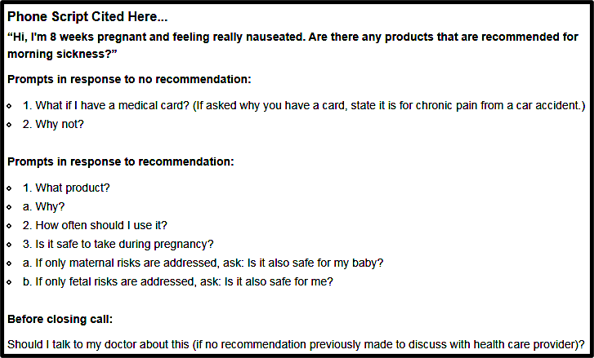 Phone Script Cited Here...
“Hi, I'm 8 weeks pregnant and feeling really nauseated. Are there any products that are recommended for
morning sickness?”
Prompts in response to no recommendation:
1. What if I have a medical card? (If asked why you have a card, state it is for chronic pain from a car accident.)
2. Why not?
Prompts in response to recommendation:
1. What product?
a. Why?
2. How often should I use it?
3. Is it safe to take during pregnancy?
a. If only maternal risks are addressed, ask: Is it also safe for my baby?
b. If only fetal risks are addressed, ask: Is it also safe for me?
Before closing call:
Should I talk to my doctor about this (if no recommendation previously made to discuss with health care provider)?